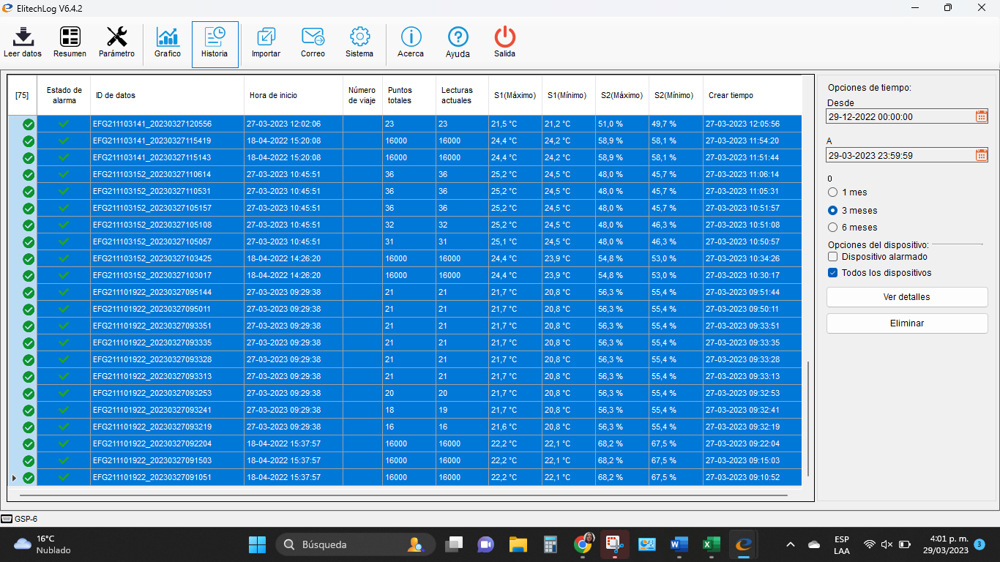 ElitechLog V6.4.2
Leer datos Resumen Parámetro Grafico Historia Importar Correo Sistema Acerca Ayuda Salida
[75] Estado de alarma ID de datos Hora de inicio Número de viaje Puntos totales Lecturas actuales S1(Máximo) S1(Mínimo) S2(Máximo) S2(Mínimo) Crear tiempo
EFG211103141_20230327120556 27-03-2023 12:02:06 23 23 21,5 °C 21,2 °C 51,0 % 49,7 % 27-03-2023 12:05:56
EFG211103141_20230327115419 18-04-2022 15:20:08 16000 16000 24,4 °C 24,2 °C 58,9 % 58,1 % 27-03-2023 11:54:20
EFG211103141_20230327115143 18-04-2022 15:20:08 16000 16000 24,4 °C 24,2 °C 58,9 % 58,1 % 27-03-2023 11:51:44
EFG211103152_20230327110614 27-03-2023 10:45:51 36 36 25,2 °C 24,5 °C 48,0 % 45,7 % 27-03-2023 11:06:14
EFG211103152_20230327110531 27-03-2023 10:45:51 36 36 25,2 °C 24,5 °C 48,0 % 45,7 % 27-03-2023 11:05:31
EFG211103152_20230327105157 27-03-2023 10:45:51 36 36 25,2 °C 24,5 °C 48,0 % 45,7 % 27-03-2023 10:51:57
EFG211103152_20230327105108 27-03-2023 10:45:51 32 32 25,2 °C 24,5 °C 48,0 % 46,3 % 27-03-2023 10:51:08
EFG211103152_20230327105057 27-03-2023 10:45:51 31 31 25,1 °C 24,5 °C 48,0 % 46,3 % 27-03-2023 10:50:57
EFG211103152_20230327103425 18-04-2022 14:26:20 16000 16000 24,4 °C 23,9 °C 54,8 % 53,0 % 27-03-2023 10:34:26
EFG211103152_20230327103017 18-04-2022 14:26:20 16000 16000 24,4 °C 23,9 °C 54,8 % 53,0 % 27-03-2023 10:30:17
EFG211101922_20230327095144 27-03-2023 09:29:38 21 21 21,7 °C 20,8 °C 56,3 % 55,4 % 27-03-2023 09:51:44
EFG211101922_20230327095011 27-03-2023 09:29:38 21 21 21,7 °C 20,8 °C 56,3 % 55,4 % 27-03-2023 09:50:11
EFG211101922_20230327093351 27-03-2023 09:29:38 21 21 21,7 °C 20,8 °C 56,3 % 55,4 % 27-03-2023 09:33:51
EFG211101922_20230327093335 27-03-2023 09:29:38 21 21 21,7 °C 20,8 °C 56,3 % 55,4 % 27-03-2023 09:33:35
EFG211101922_20230327093328 27-03-2023 09:29:38 21 21 21,7 °C 20,8 °C 56,3 % 55,4 % 27-03-2023 09:33:28
EFG211101922_20230327093313 27-03-2023 09:29:38 21 21 21,7 °C 20,8 °C 56,3 % 55,4 % 27-03-2023 09:33:13
EFG211101922_20230327093253 27-03-2023 09:29:38 20 20 21,7 °C 20,8 °C 56,3 % 55,4 % 27-03-2023 09:32:53
EFG211101922_20230327093241 27-03-2023 09:29:38 18 19 21,7 °C 20,8 °C 56,3 % 55,4 % 27-03-2023 09:32:41
EFG211101922_20230327093219 27-03-2023 09:29:38 16 16 21,6 °C 20,8 °C 56,3 % 55,4 % 27-03-2023 09:32:19
EFG211101922_20230327092204 18-04-2022 15:37:57 16000 16000 22,2 °C 22,1 °C 68,2 % 67,5 % 27-03-2023 09:22:04
EFG211101922_20230327091503 18-04-2022 15:37:57 16000 16000 22,2 °C 22,1 °C 68,2 % 67,5 % 27-03-2023 09:15:03
EFG211101922_20230327091051 18-04-2022 15:37:57 16000 16000 22,2 °C 22,1 °C 68,2 % 67,5 % 27-03-2023 09:10:52
Opciones de tiempo:
Desde
29-12-2022 00:00:00
A
29-03-2023 23:59:59
0
1 mes
3 meses
6 meses
Opciones del dispositivo:
Dispositivo alarmado
Todos los dispositivos
Ver detalles
Eliminar
GSP-6
16°C
Nublado
Búsqueda
ESP
LAA
4:01 p. m.
29/03/2023
3